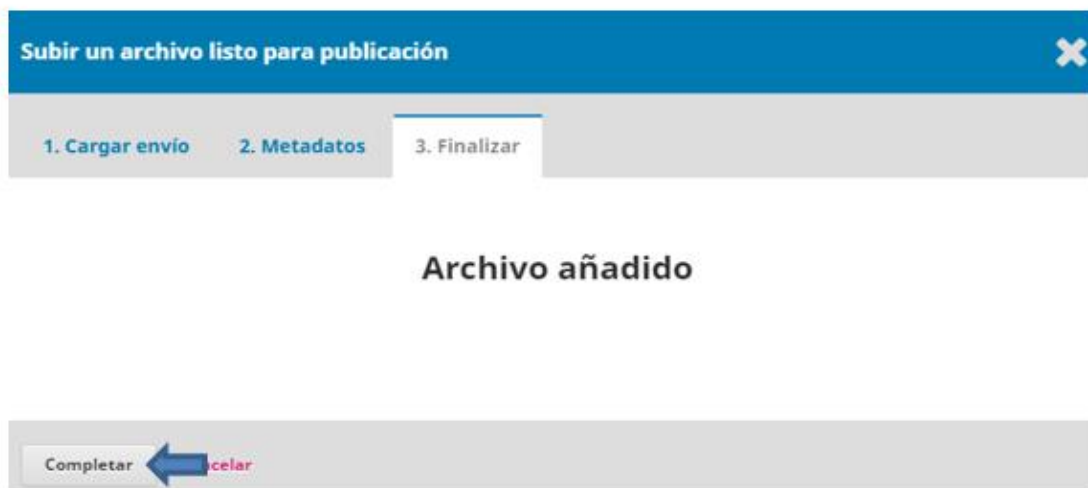 Subir un archivo listo para publicación
1. Cargar envío 2. Metadatos 3. Finalizar
Archivo añadido
Completar